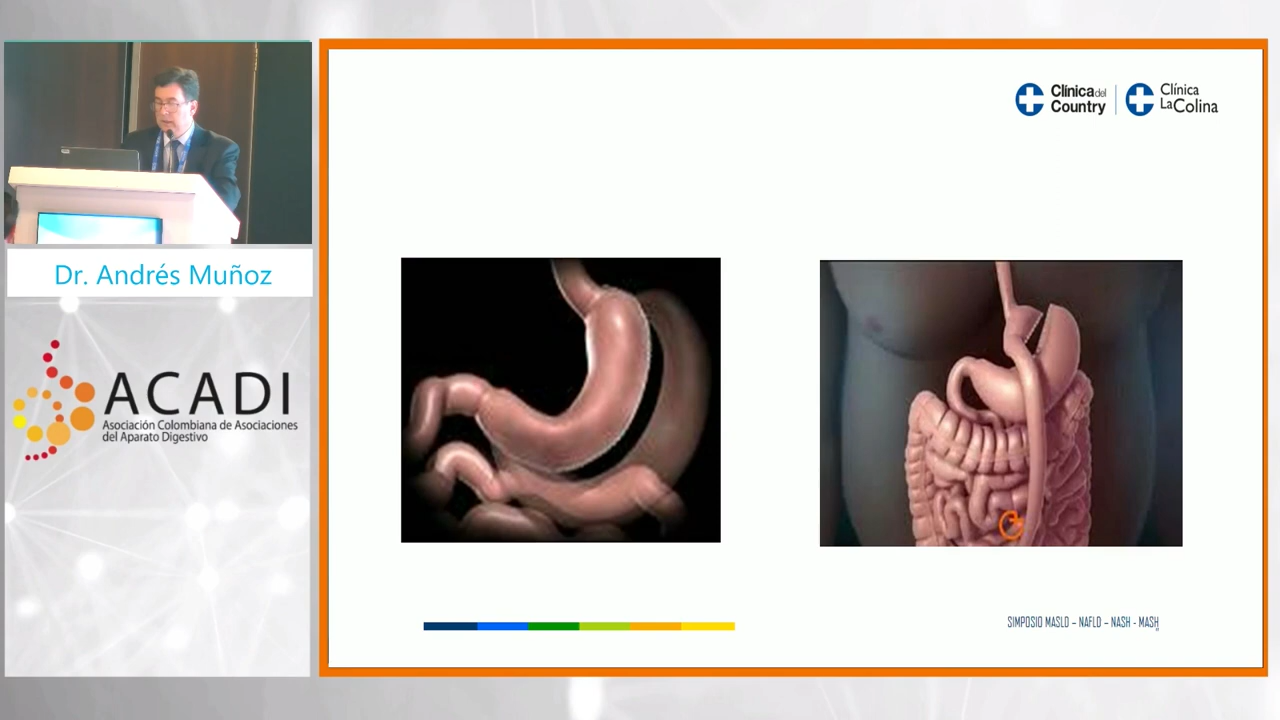 Clínica del
Country
Clínica
La Colina
Dr. Andrés Muñoz
ACADI
Asociación Colombiana de Asociaciones
del Aparato Digestivo
SIMPOSIO MASLD – NAFLD – NASH - MASH